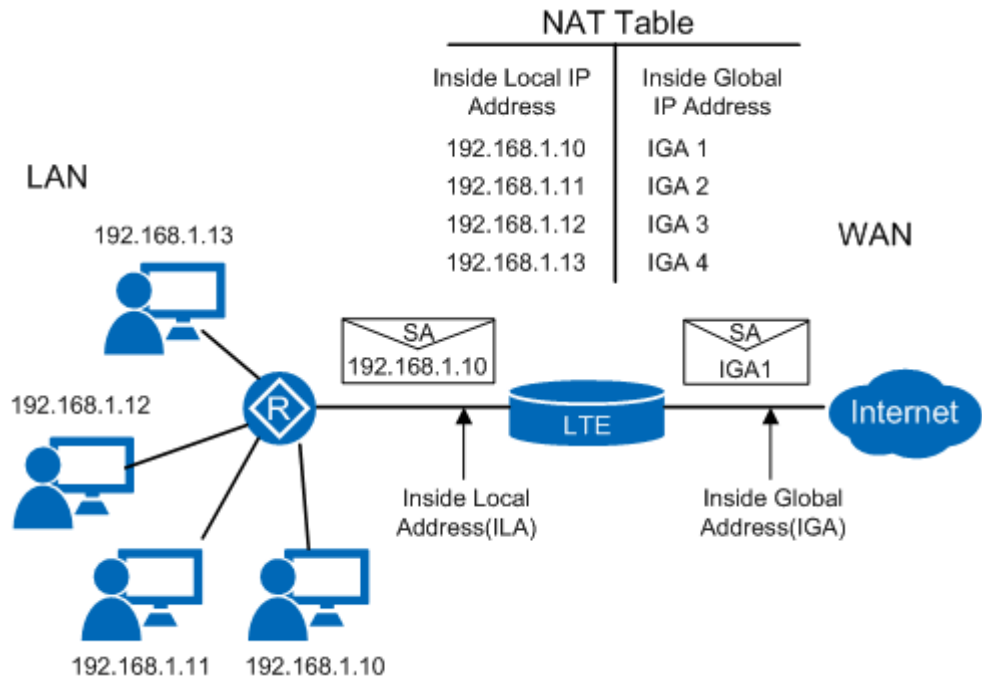 NAT Table
Inside Local IP
Address
Inside Global
IP Address
192.168.1.10 IGA 1
192.168.1.11 IGA 2
192.168.1.12 IGA 3
192.168.1.13 IGA 4
LAN
WAN
192.168.1.13
SA
192.168.1.10
SA
IGA1
192.168.1.12
R
LTE
Internet
Inside Local
Address(ILA)
Inside Global
Address(IGA)
192.168.1.11
192.168.1.10